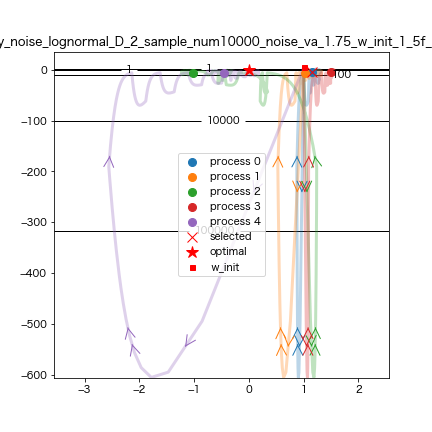 y_noise_lognormal_D_2_sample_num10000_noise_va_1.75_w_init_1_5f_
0
−100
−200
−300
−400
−500
−600
1
1
100
10000
100000
process 0
process 1
process 2
process 3
process 4
selected
optimal
w_init
−3
−2
−1
0
1
2